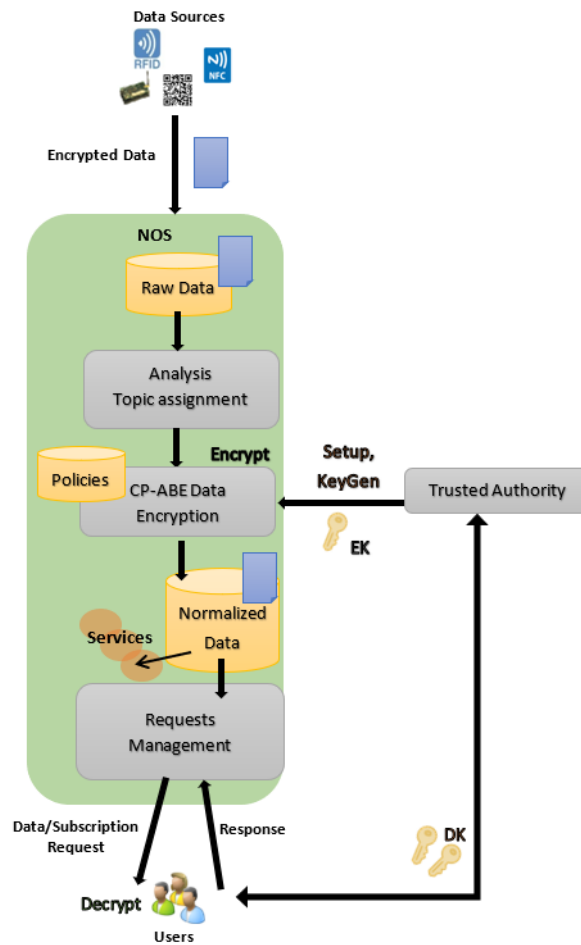 Data Sources
RFID
NFC
Encrypted Data
NOS
Raw Data
Analysis
Topic assignment
Encrypt
Policies
CP-ABE Data
Encryption
Setup,
KeyGen
Trusted Authority
EK
Normalized
Data
Services
Requests
Management
Data/Subscription
Request
Response
DK
Decrypt
Users